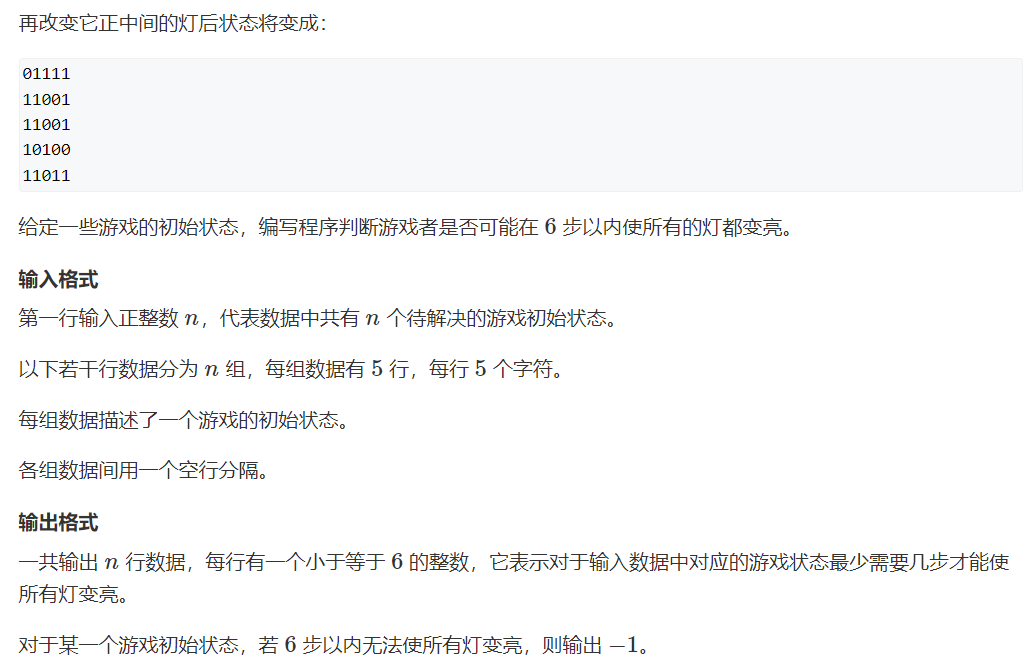 再改变它正中间的灯后状态将变成：
01111
11001
11001
10100
11011
给定一些游戏的初始状态，编写程序判断游戏者是否可能在 6 步以内使所有的灯都变亮。
输入格式
第一行输入正整数 n，代表数据中共有 n 个待解决的游戏初始状态。
以下若干行数据分为 n 组，每组数据有 5 行，每行 5 个字符。
每组数据描述了一个游戏的初始状态。
各组数据间用一个空行分隔。
输出格式
一共输出 n 行数据，每行有一个小于等于 6 的整数，它表示对于输入数据中对应的游戏状态最少需要几步才能使
所有灯变亮。
对于某一个游戏初始状态，若 6 步以内无法使所有灯变亮，则输出 −1。